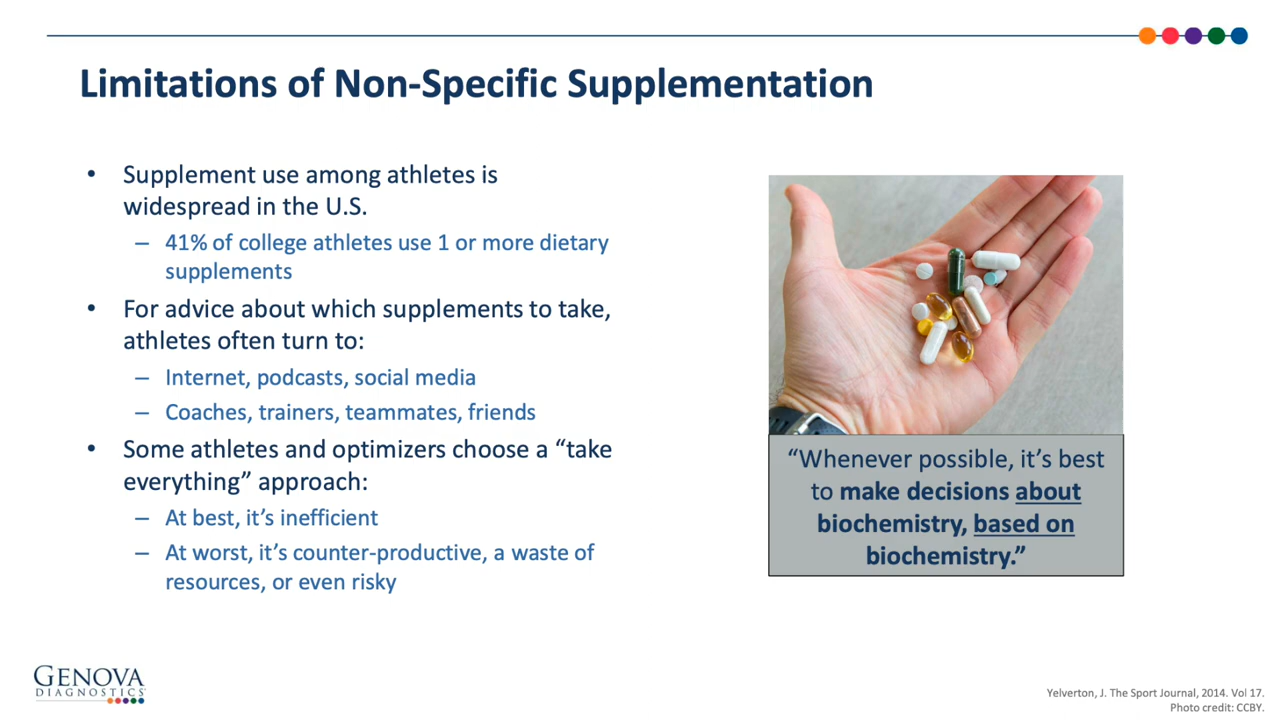 Limitations of Non-Specific Supplementation
• Supplement use among athletes is
widespread in the U.S.
– 41% of college athletes use 1 or more dietary
supplements
• For advice about which supplements to take,
athletes often turn to:
– Internet, podcasts, social media
– Coaches, trainers, teammates, friends
• Some athletes and optimizers choose a “take
everything” approach:
– At best, it’s inefficient
– At worst, it’s counter-productive, a waste of
resources, or even risky
“Whenever possible, it’s best
to make decisions about
biochemistry, based on
biochemistry.”
GENOVA
DIAGNOSTICS
Yelverton, J. The Sport Journal, 2014. Vol 17.
Photo credit: CCBY.